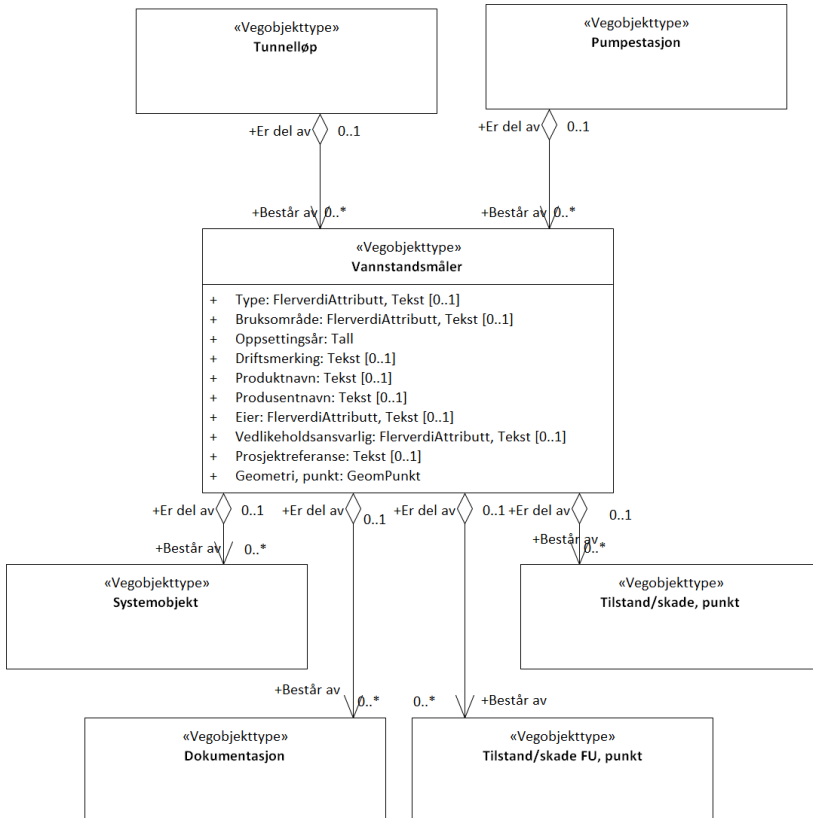 «Vegobjekttype»
Tunnelløp
«Vegobjekttype»
Pumpestasjon
+Er del av 0..1
+Er del av 0..1
+Består av 0..*
+Består av 0..*
«Vegobjekttype»
Vannstandsmåler
+ Type: FlerverdiAttributt, Tekst [0..1]
+ Bruksområde: FlerverdiAttributt, Tekst [0..1]
+ Oppsettingsår: Tall
+ Driftsmerking: Tekst [0..1]
+ Produktnavn: Tekst [0..1]
+ Produsentnavn: Tekst [0..1]
+ Eier: FlerverdiAttributt, Tekst [0..1]
+ Vedlikeholdsansvarlig: FlerverdiAttributt, Tekst [0..1]
+ Prosjektreferanse: Tekst [0..1]
+ Geometri, punkt: GeomPunkt
+Er del av 0..1
+Er del av 0..1
+Er del av 0..1
+Er del av 0..1
+Består av 0..*
+Består av 0..*
«Vegobjekttype»
Systemobjekt
«Vegobjekttype»
Tilstand/skade, punkt
+Består av 0..*
0..* +Består av
«Vegobjekttype»
Dokumentasjon
«Vegobjekttype»
Tilstand/skade FU, punkt